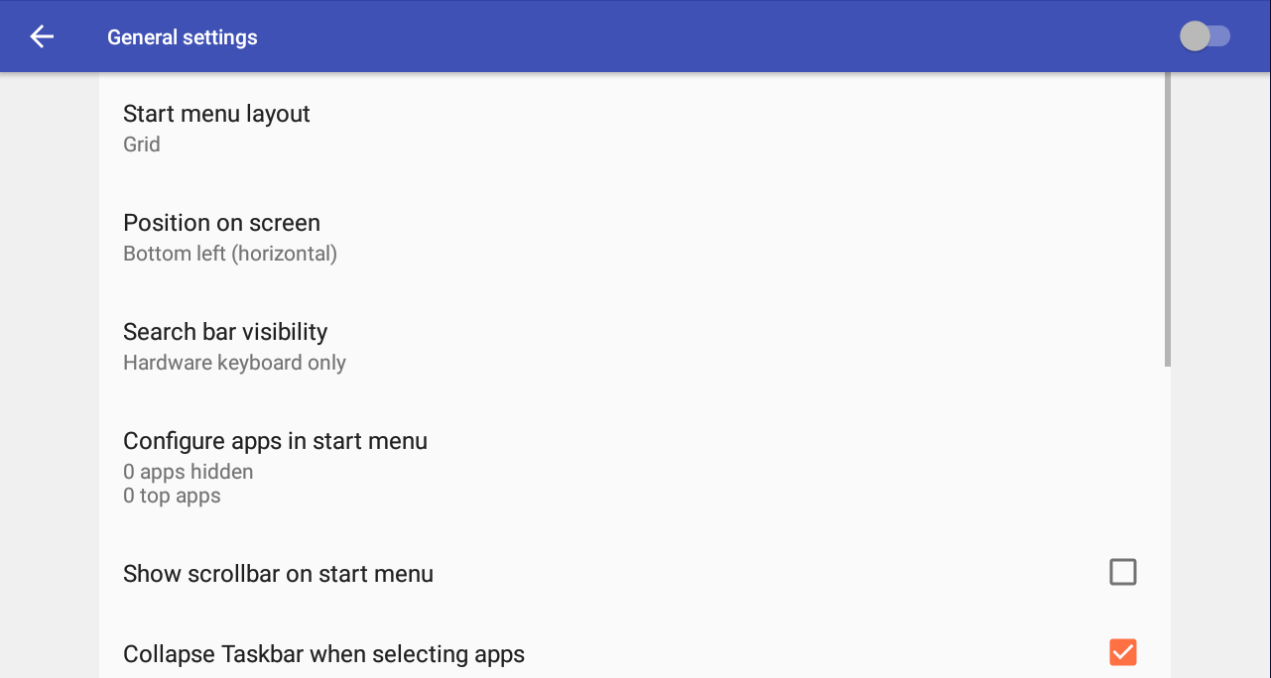 General settings
Start menu layout
Grid
Position on screen
Bottom left (horizontal)
Search bar visibility
Hardware keyboard only
Configure apps in start menu
0 apps hidden
0 top apps
Show scrollbar on start menu
Collapse Taskbar when selecting apps